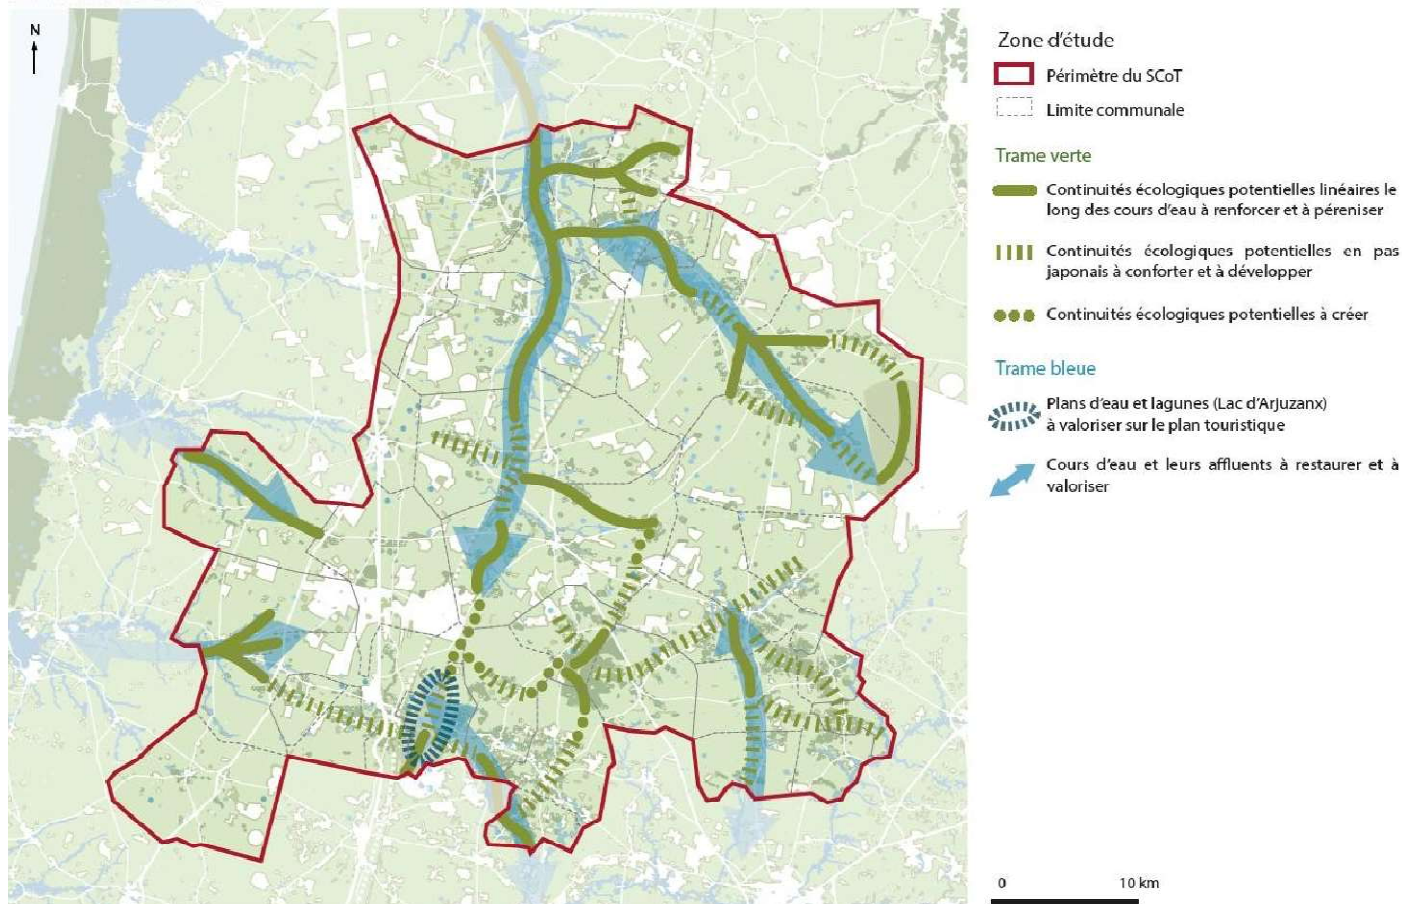 N
Zone d'étude
Périmètre du SCoT
Limite communale
Trame verte
Continuités écologiques potentielles linéaires le
long des cours d'eau à renforcer et à péreniser
Continuités écologiques potentielles en pas
japonais à conforter et à développer
Continuités écologiques potentielles à créer
Trame bleue
Plans d'eau et lagunes (Lac d'Arjuzanx)
à valoriser sur le plan touristique
Cours d'eau et leurs affluents à restaurer et à
valoriser
0 10 km